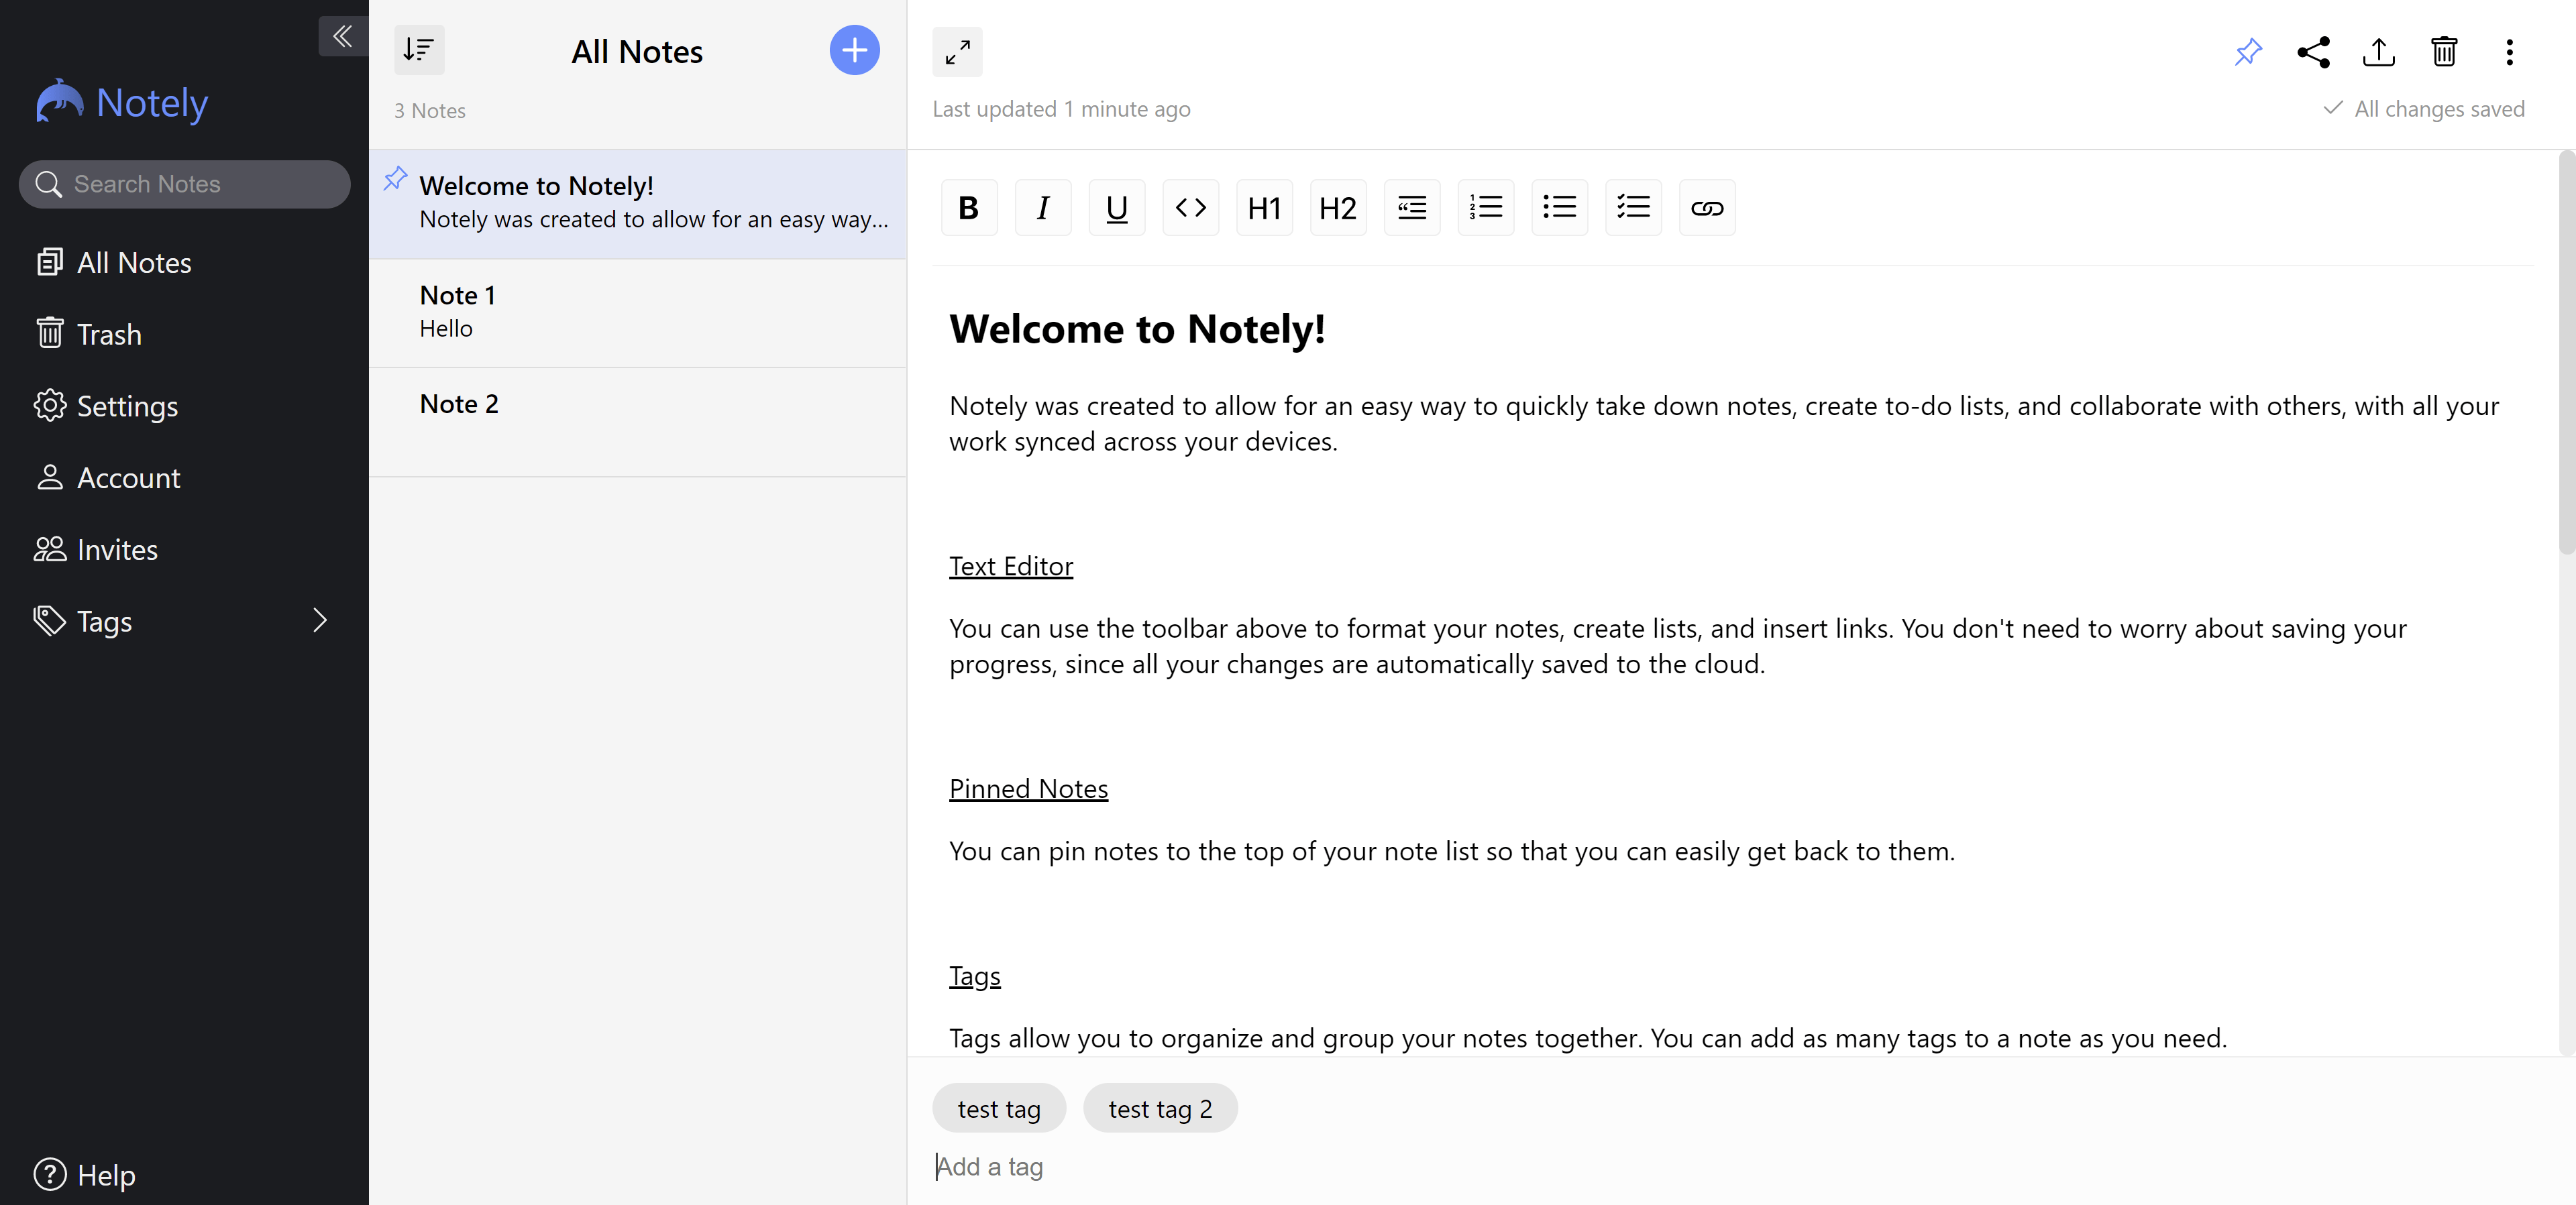 Notely
Search Notes
All Notes
Trash
Settings
Account
Invites
Tags
Help
All Notes
3 Notes
Welcome to Notely!
Notely was created to allow for an easy way...
Note 1
Hello
Note 2
Last updated 1 minute ago
All changes saved
B I U <> H1 H2
Welcome to Notely!
Notely was created to allow for an easy way to quickly take down notes, create to-do lists, and collaborate with others, with all your
work synced across your devices.
Text Editor
You can use the toolbar above to format your notes, create lists, and insert links. You don't need to worry about saving your
progress, since all your changes are automatically saved to the cloud.
Pinned Notes
You can pin notes to the top of your note list so that you can easily get back to them.
Tags
Tags allow you to organize and group your notes together. You can add as many tags to a note as you need.
test tag test tag 2
Add a tag